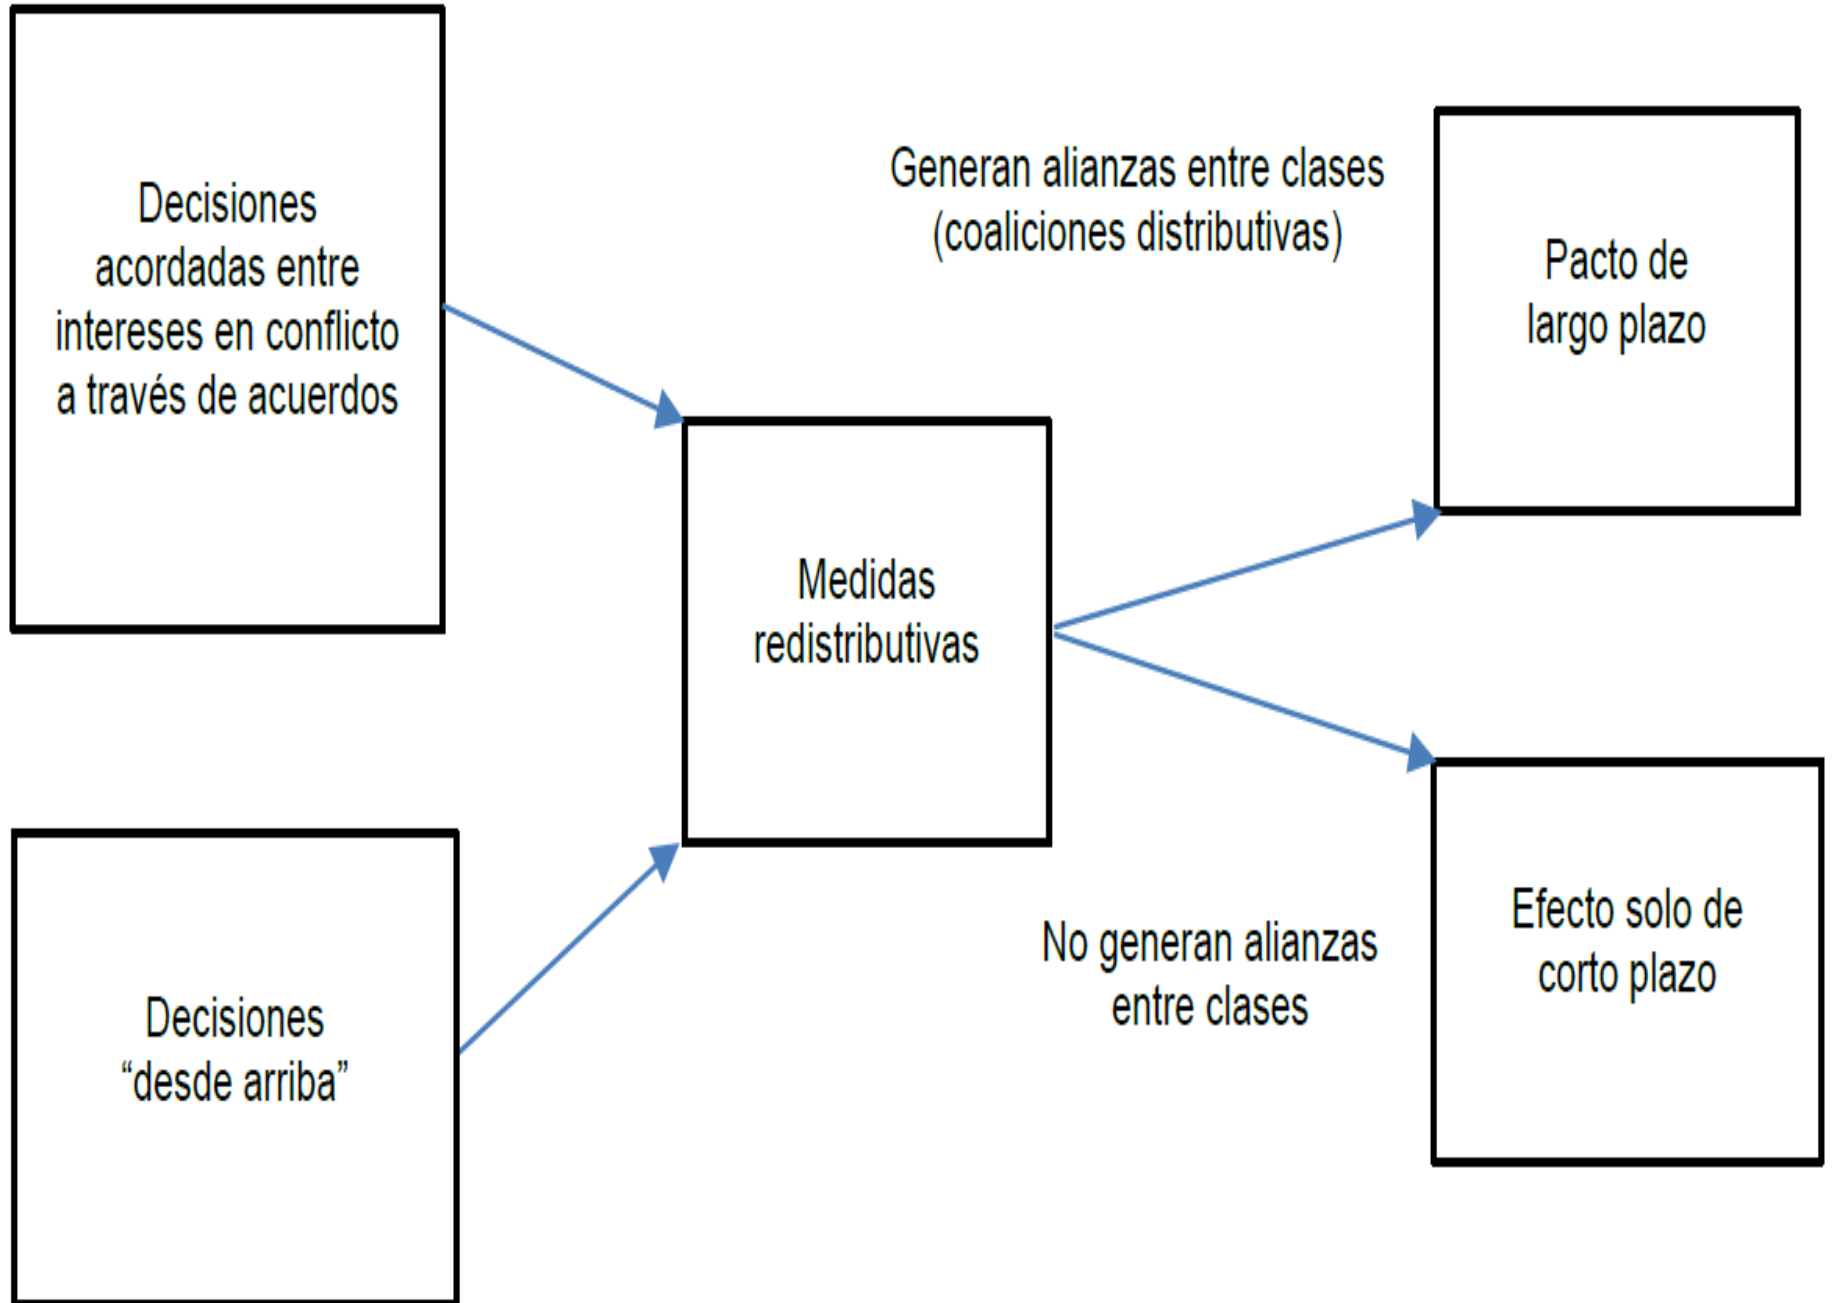 Decisiones
acordadas entre
intereses en conflicto
a través de acuerdos
Decisiones
“desde arriba”
Medidas
redistributivas
Generan alianzas entre clases
(coaliciones distributivas)
Pacto de
largo plazo
No generan alianzas
entre clases
Efecto solo de
corto plazo